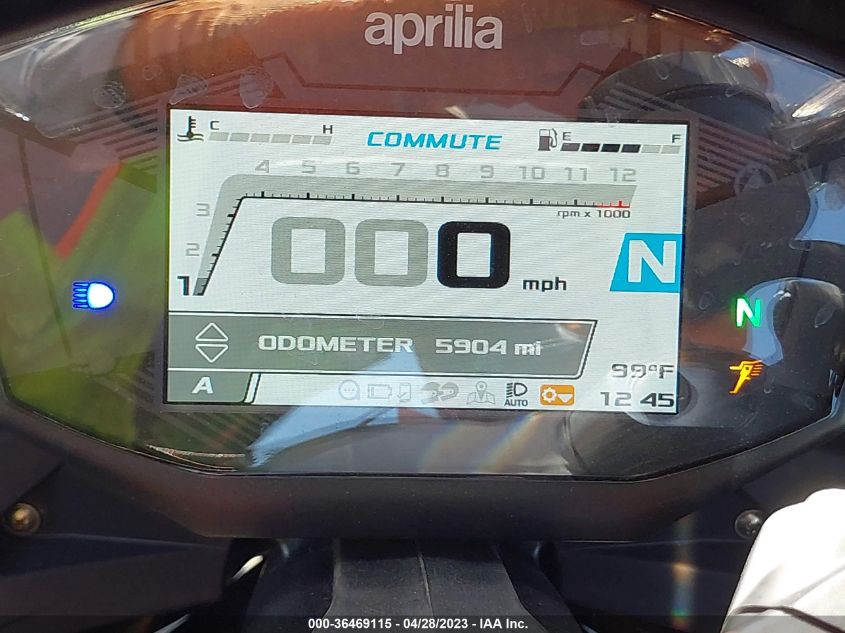 aprilia
C H COMMUTE E F
4 5 6 7 8 9 10 11 12
3
rpm x 1000
2
000 mph N
1
N
ODOMETER 5904 mi
99°F
A
AUTO
12 45
000-36469115 - 04/28/2023 - IAA Inc.